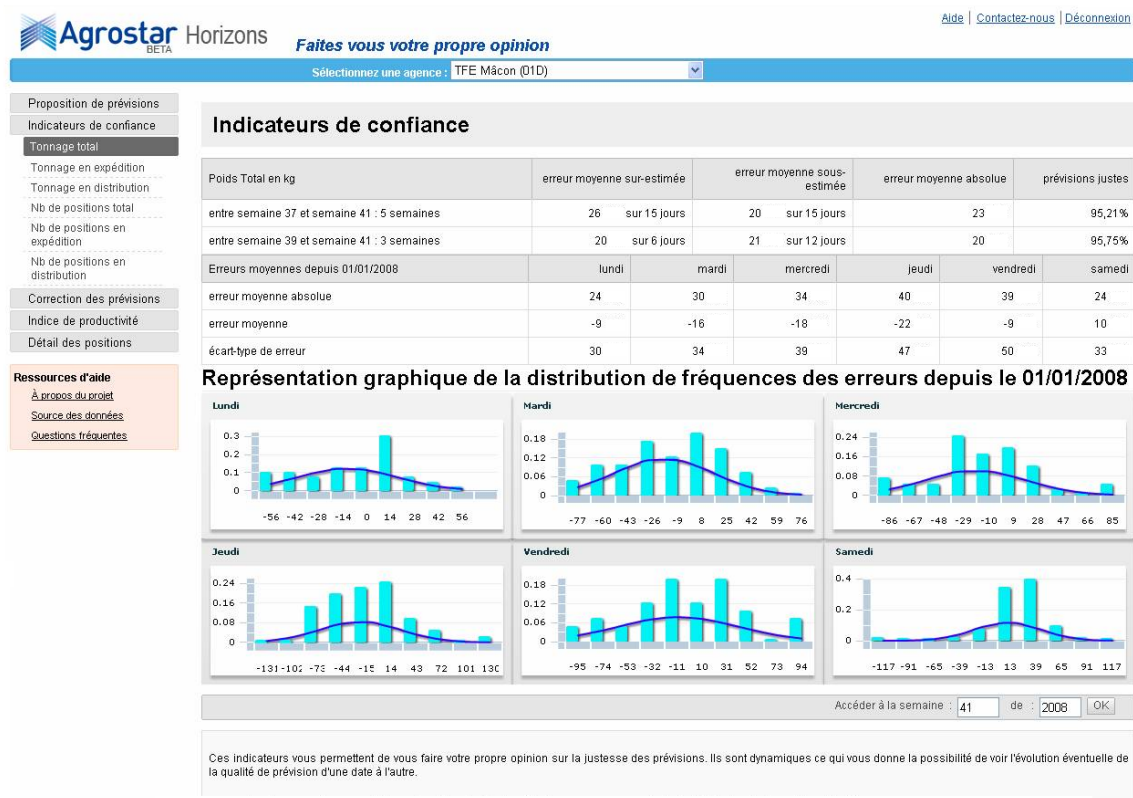 Aide | Contactez-nous | Déconnexion
Agrostar Horizons
BETA
Faites vous votre propre opinion
Sélectionnez une agence : TFE Mâcon (01D)
Proposition de prévisions
Indicateurs de confiance
Tonnage total
Tonnage en expédition
Tonnage en distribution
Nb de positions total
Nb de positions en
expédition
Nb de positions en
distribution
Correction des prévisions
Indice de productivité
Détail des positions
Ressources d'aide
À propos du projet
Source des données
Questions fréquentes
Indicateurs de confiance
Poids Total en kg erreur moyenne sur-estimée erreur moyenne sous-
estimée erreur moyenne absolue prévisions justes
entre semaine 37 et semaine 41 : 5 semaines 26 sur 15 jours 20 sur 15 jours 23 95,21%
entre semaine 39 et semaine 41 : 3 semaines 20 sur 6 jours 21 sur 12 jours 20 95,75%
Erreurs moyennes depuis 01/01/2008 lundi mardi mercredi jeudi vendredi samedi
erreur moyenne absolue 24 30 34 40 39 24
erreur moyenne -9 -16 -18 -22 -9 10
écart-type de erreur 30 34 39 47 50 33
Représentation graphique de la distribution de fréquences des erreurs depuis le 01/01/2008
Lundi
0.3
0.2
0.1
0
-56 -42 -28 -14 0 14 28 42 56
Mardi
0.18
0.12
0.06
0
-77 -60 -43 -26 -9 8 25 42 59 76
Mercredi
0.24
0.16
0.08
0
-86 -67 -48 -29 -10 9 28 47 66 85
Jeudi
0.24
0.16
0.08
0
-131 -102 -73 -44 -15 14 43 72 101 130
Vendredi
0.18
0.12
0.06
0
-95 -74 -53 -32 -11 10 31 52 73 94
Samedi
0.4
0.2
0
-117 -91 -65 -39 -13 13 39 65 91 117
Accéder à la semaine : 41 de : 2008 OK
Ces indicateurs vous permettent de vous faire votre propre opinion sur la justesse des prévisions. Ils sont dynamiques ce qui vous donne la possibilité de voir l'évolution éventuelle de
la qualité de prévision d'une date à l'autre.